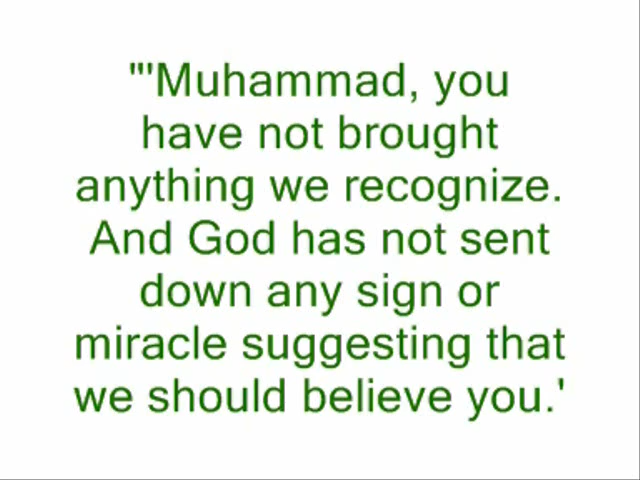 "'Muhammad, you
have not brought
anything we recognize.
And God has not sent
down any sign or
miracle suggesting that
we should believe you.'